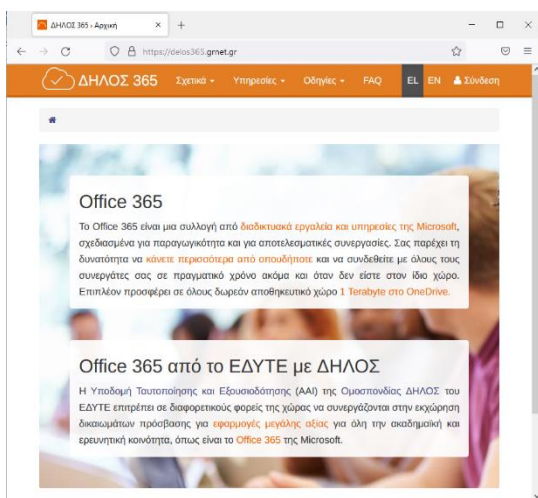 ΔΗΛΟΣ 365 - Αρχική
https://delos365.grnet.gr
ΔΗΛΟΣ 365 Σχετικά Υπηρεσίες Οδηγίες FAQ EL EN Σύνδεση
Office 365
Το Office 365 είναι μια συλλογή από διαδικτυακά εργαλεία και υπηρεσίες της Microsoft,
σχεδιασμένα για παραγωγικότητα και για αποτελεσματικές συνεργασίες. Σας παρέχει τη
δυνατότητα να κάνετε περισσότερα από οπουδήποτε και να συνδεθείτε με όλους τους
συνεργάτες σας σε πραγματικό χρόνο ακόμα και όταν δεν είστε στον ίδιο χώρο.
Επιπλέον προσφέρει σε όλους δωρεάν αποθηκευτικό χώρο 1 Terabyte στο OneDrive.
Office 365 από το ΕΔΥΤΕ με ΔΗΛΟΣ
Η Υποδομή Ταυτοποίησης και Εξουσιοδότησης (AAI) της Ομοσπονδίας ΔΗΛΟΣ του
ΕΔΥΤΕ επιτρέπει σε διαφορετικούς φορείς της χώρας να συνεργάζονται στην εκχώρηση
δικαιωμάτων πρόσβασης για εφαρμογές μεγάλης αξίας για όλη την ακαδημαϊκή και
ερευνητική κοινότητα, όπως είναι το Office 365 της Microsoft.